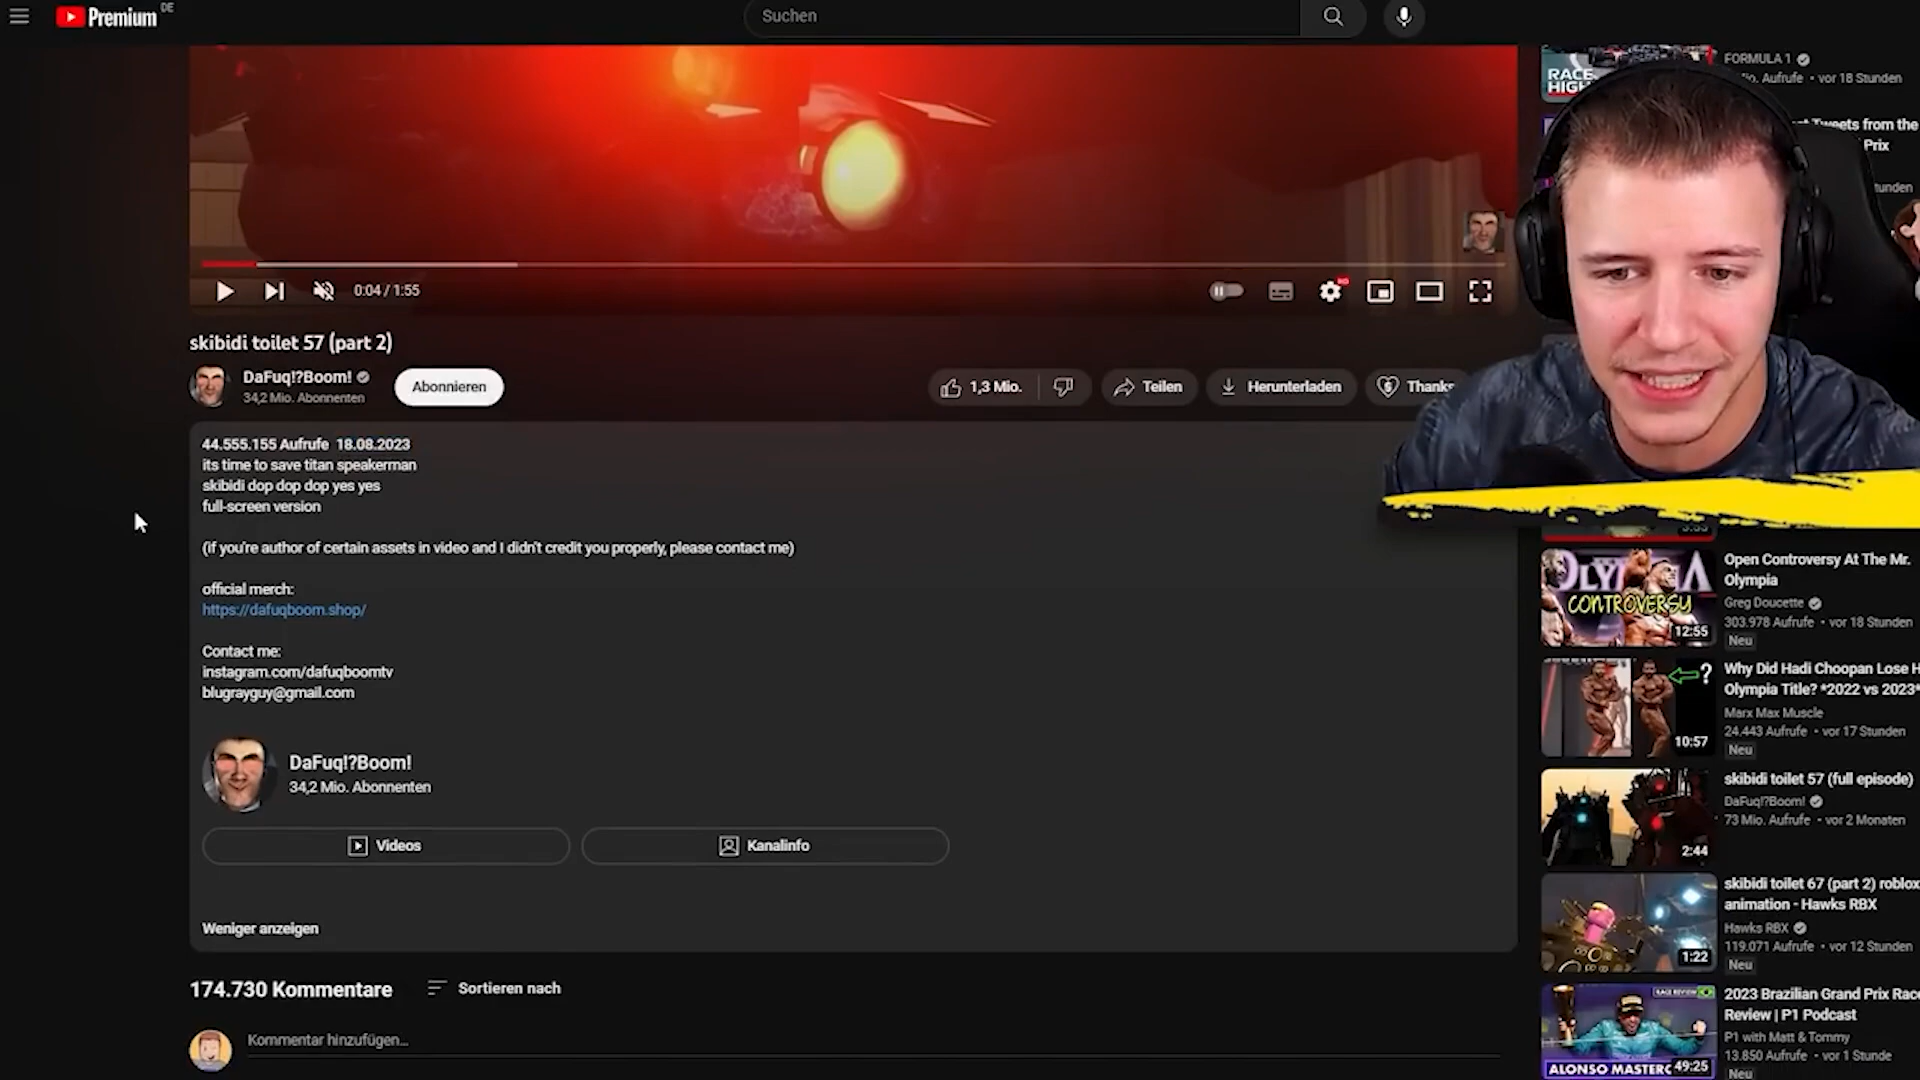 Premium DE
Suchen
0:04 / 1:55
skibidi toilet 57 (part 2)
DaFuq!?Boom!
34,2 Mio. Abonnenten
Abonnieren
1,3 Mio.
Teilen
Herunterladen
Thanks
44.555.155 Aufrufe 18.08.2023
its time to save titan speakerman
skibidi dop dop dop yes yes
full-screen version
(If you're author of certain assets in video and I didn't credit you properly, please contact me)
official merch:
https://dafuqboom.shop/
Contact me:
instagram.com/dafuqboomtv
blugrayguy@gmail.com
DaFuq!?Boom!
34,2 Mio. Abonnenten
Videos
Kanalinfo
Weniger anzeigen
174.730 Kommentare
Sortieren nach
Kommentar hinzufügen...
RACE
HIGH
FORMULA 1
Aufrufe • vor 18 Stunden
Tweets from the
Prix
OLYMPIA
CONTROVERSY
12:55
Open Controversy At The Mr.
Olympia
Greg Doucette
303.978 Aufrufe • vor 18 Stunden
Neu
?
10:57
Why Did Hadi Choopan Lose H
Olympia Title? *2022 vs 2023*
Marx Max Muscle
24.443 Aufrufe • vor 17 Stunden
Neu
2:44
skibidi toilet 57 (full episode)
DaFuq!?Boom!
73 Mio. Aufrufe • vor 2 Monaten
1:22
skibidi toilet 67 (part 2) roblox
animation - Hawks RBX
Hawks RBX
119.071 Aufrufe • vor 12 Stunden
Neu
RACE REVIEW
ALONSO MASTERC
49:25
2023 Brazilian Grand Prix Race
Review | P1 Podcast
P1 with Matt & Tommy
13.850 Aufrufe • vor 1 Stunde
Neu